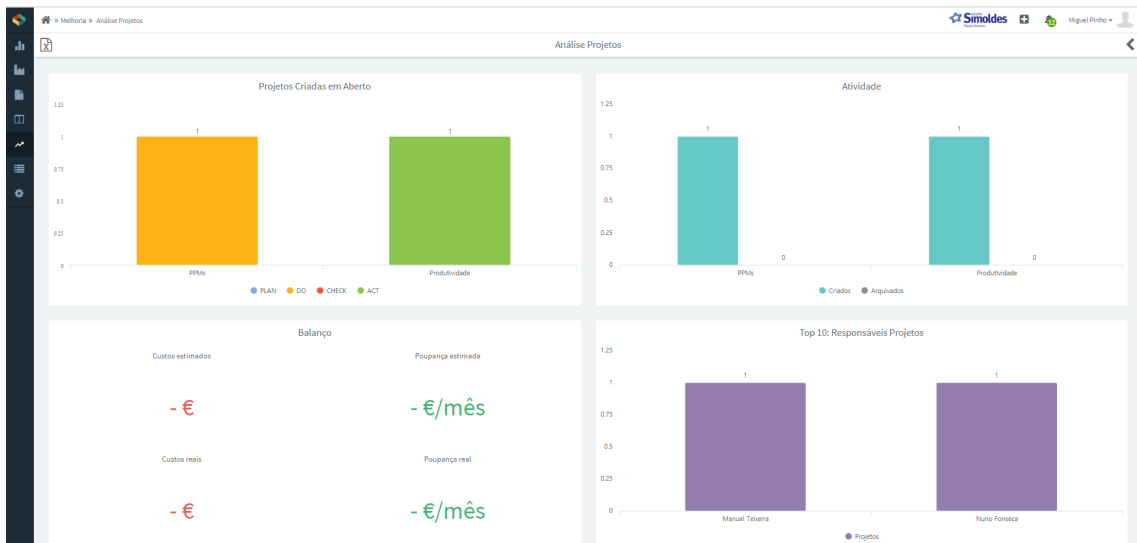 » Melhoria » Análise Projetos
Simoldes
12
Miguel Pinho
Análise Projetos
Projetos Criadas em Aberto
1.25
1
0.75
0.5
0.25
0
1
1
PPMs
Produtividade
PLAN DO CHECK ACT
Atividade
1.25
1
0.75
0.5
0.25
0
1
0
1
0
PPMs
Produtividade
Criados Arquivados
Balanço
Custos estimados
Poupança estimada
- €
- €/mês
Custos reais
Poupança real
- €
- €/mês
Top 10: Responsáveis Projetos
1.25
1
0.75
0.5
0.25
0
1
1
Manuel Teixeira
Nuno Fonseca
Projetos